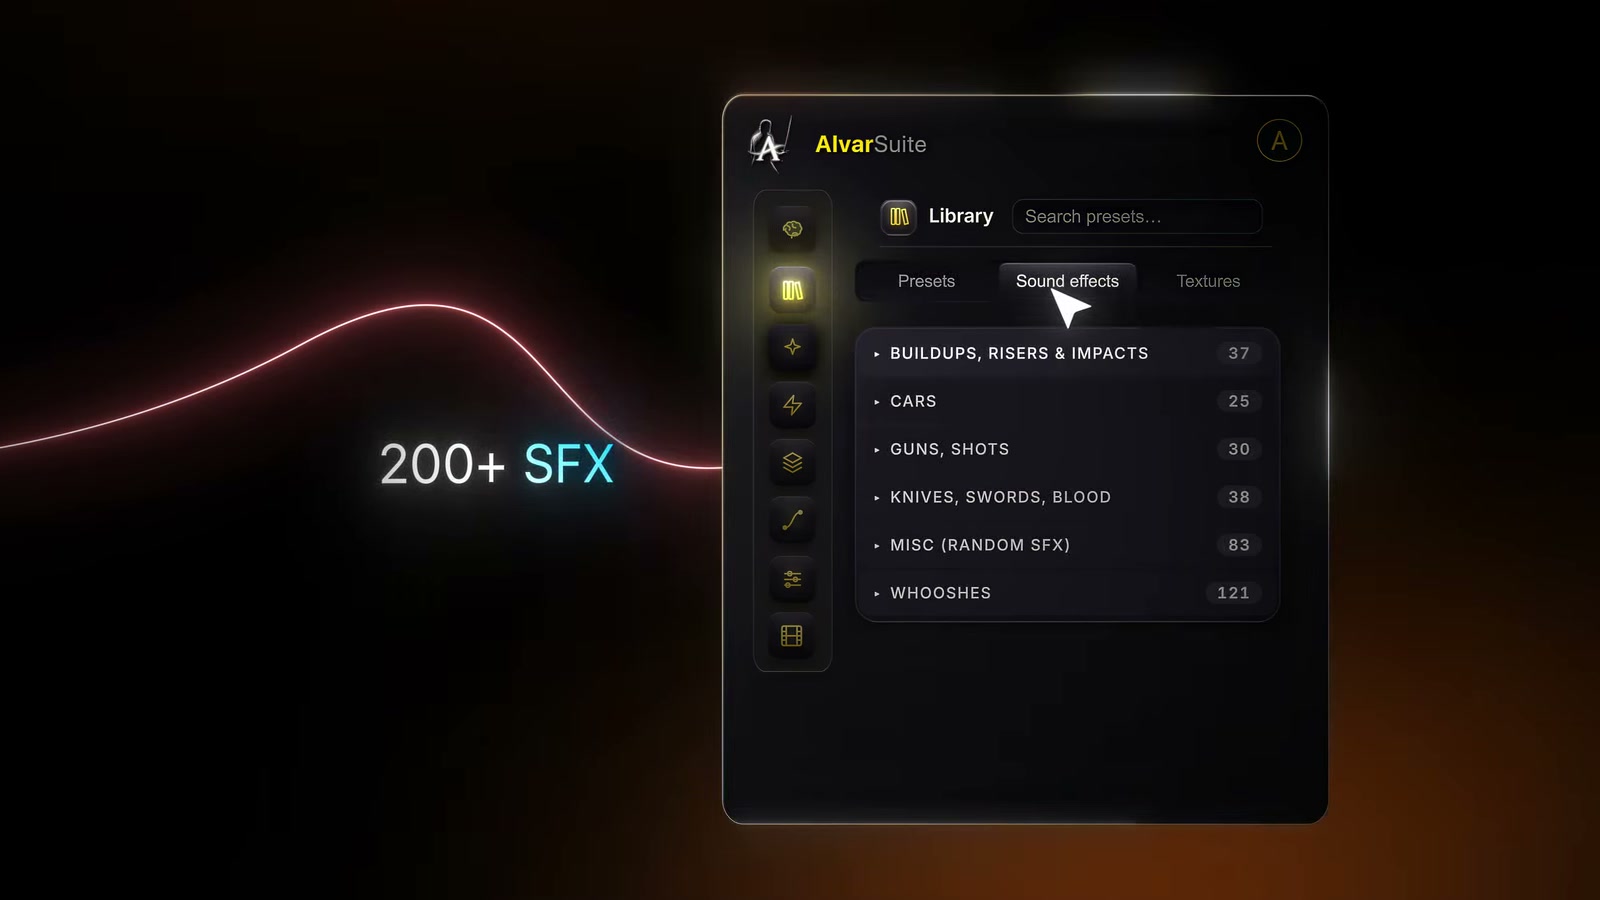 AlvarSuite
A
Library
Search presets...
Presets
Sound effects
Textures
BUILDUPS, RISERS & IMPACTS 37
CARS 25
GUNS, SHOTS 30
KNIVES, SWORDS, BLOOD 38
MISC (RANDOM SFX) 83
WHOOSHES 121
200+ SFX